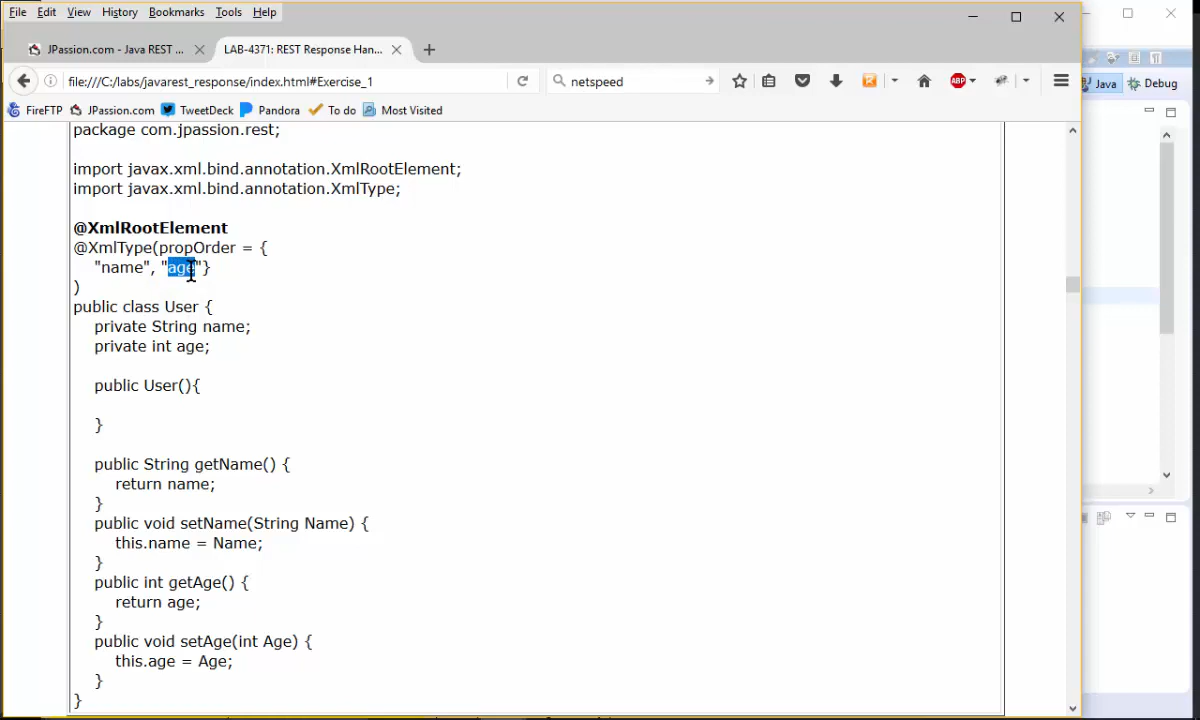 File Edit View History Bookmarks Tools Help
JPassion.com - Java REST ... LAB-4371: REST Response Han...
file:///C:/labs/javarest_response/index.html#Exercise_1 netspeed ABP
Java Debug
FireFTP JPassion.com TweetDeck Pandora To do Most Visited
package com.jpassion.rest;
import javax.xml.bind.annotation.XmlRootElement;
import javax.xml.bind.annotation.XmlType;
@XmlRootElement
@XmlType(propOrder = {
"name", "age"}
)
public class User {
private String name;
private int age;
public User(){
}
public String getName() {
return name;
}
public void setName(String Name) {
this.name = Name;
}
public int getAge() {
return age;
}
public void setAge(int Age) {
this.age = Age;
}
}